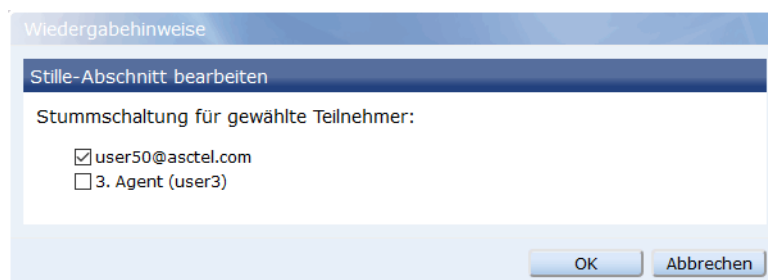 Wiedergabehinweise
Stille-Abschnitt bearbeiten
Stummschaltung für gewählte Teilnehmer:
user50@asctel.com
3. Agent (user3)
OK Abbrechen